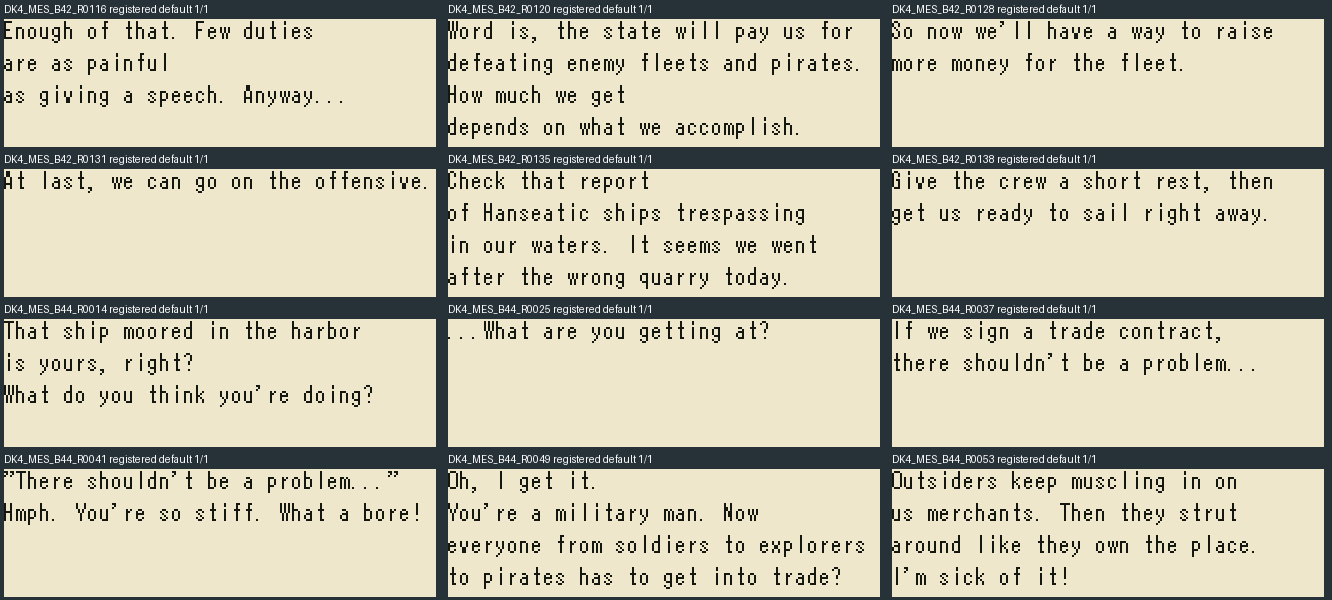 DK4_MES_B42_R0116 registered default 1/1
Enough of that. Few duties
are as painful
as giving a speech. Anyway...
DK4_MES_B42_R0120 registered default 1/1
Word is, the state will pay us for
defeating enemy fleets and pirates.
How much we get
depends on what we accomplish.
DK4_MES_B42_R0128 registered default 1/1
So now we'll have a way to raise
more money for the fleet.
DK4_MES_B42_R0131 registered default 1/1
At last, we can go on the offensive.
DK4_MES_B42_R0135 registered default 1/1
Check that report
of Hanseatic ships trespassing
in our waters. It seems we went
after the wrong quarry today.
DK4_MES_B42_R0138 registered default 1/1
Give the crew a short rest, then
get us ready to sail right away.
DK4_MES_B44_R0014 registered default 1/1
That ship moored in the harbor
is yours, right?
What do you think you're doing?
DK4_MES_B44_R0025 registered default 1/1
...What are you getting at?
DK4_MES_B44_R0037 registered default 1/1
If we sign a trade contract,
there shouldn't be a problem...
DK4_MES_B44_R0041 registered default 1/1
"There shouldn't be a problem..."
Hmph. You're so stiff. What a bore!
DK4_MES_B44_R0049 registered default 1/1
Oh, I get it.
You're a military man. Now
everyone from soldiers to explorers
to pirates has to get into trade?
DK4_MES_B44_R0053 registered default 1/1
Outsiders keep muscling in on
us merchants. Then they strut
around like they own the place.
I'm sick of it!